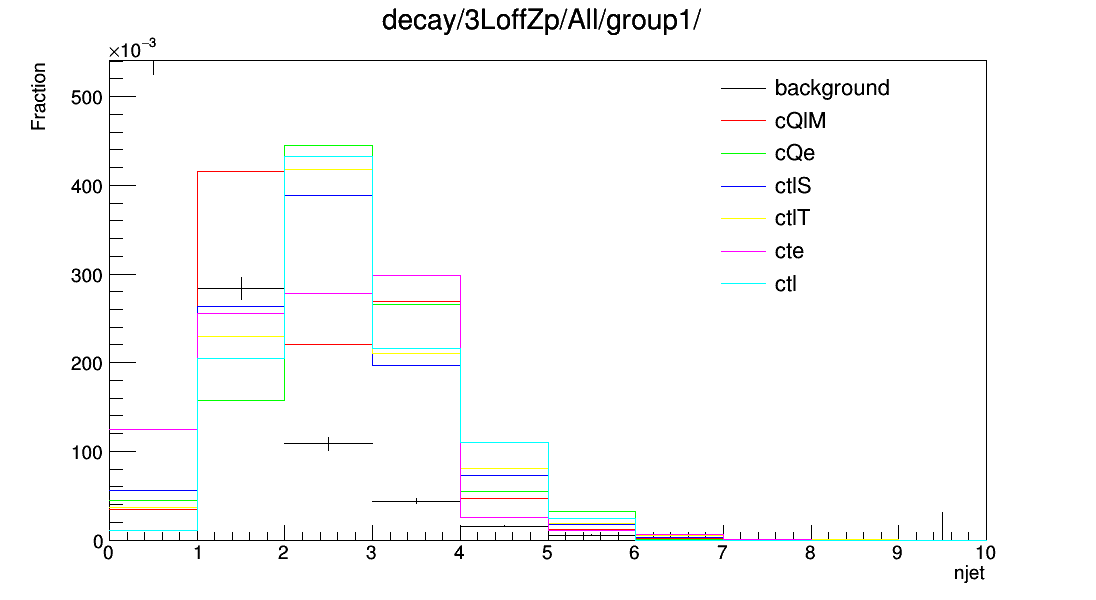 decay/3LoffZp/All/group1/
×10⁻³
Fraction
500
400
300
200
100
0
background
cQlM
cQe
ctlS
ctlT
cte
ctl
0 1 2 3 4 5 6 7 8 9 10
njet